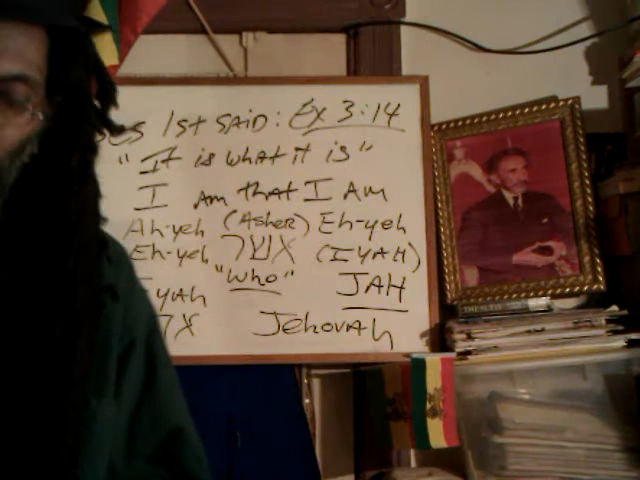 1st SAID: Ex 3:14
"It is what it is"
I am that I AM
Ah-yeh (Asher) Eh-yeh
Eh-yeh אשר (IYAH)
"Who" JAH
yah
Jehovah